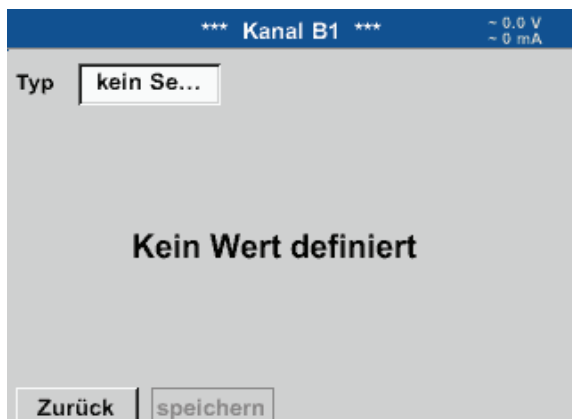 *** Kanal B1 ***
~ 0.0 V
~ 0 mA
Typ kein Se...
Kein Wert definiert
Zurück speichern